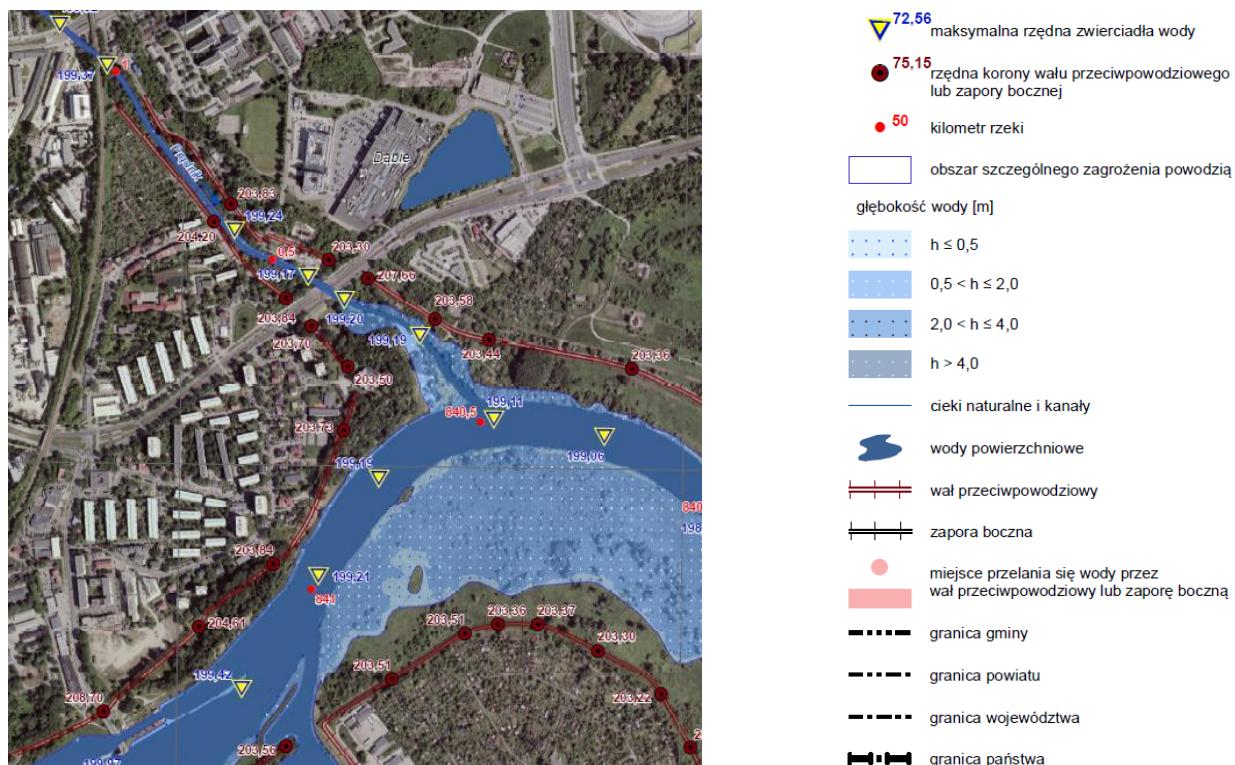 199,37
1
Prądnik
Dąbie
203,83
199,24
204,20
0,5
203,30
199,17
207,66
203,84
199,20
203,58
203,70
199,19
203,44
203,36
203,50
199,11
840,5
203,73
199,06
199,19
840
198
203,84
199,21
841
204,61
203,51
203,36
203,37
203,30
203,51
199,42
203,22
208,70
203,56
72,56
maksymalna rzędna zwierciadła wody
75,15
rzędna korony wału przeciwpowodziowego
lub zapory bocznej
50
kilometr rzeki
obszar szczególnego zagrożenia powodzią
głębokość wody [m]
h ≤ 0,5
0,5 < h ≤ 2,0
2,0 < h ≤ 4,0
h > 4,0
cieki naturalne i kanały
wody powierzchniowe
wał przeciwpowodziowy
zapora boczna
miejsce przelania się wody przez
wał przeciwpowodziowy lub zaporę boczną
granica gminy
granica powiatu
granica województwa
granica państwa